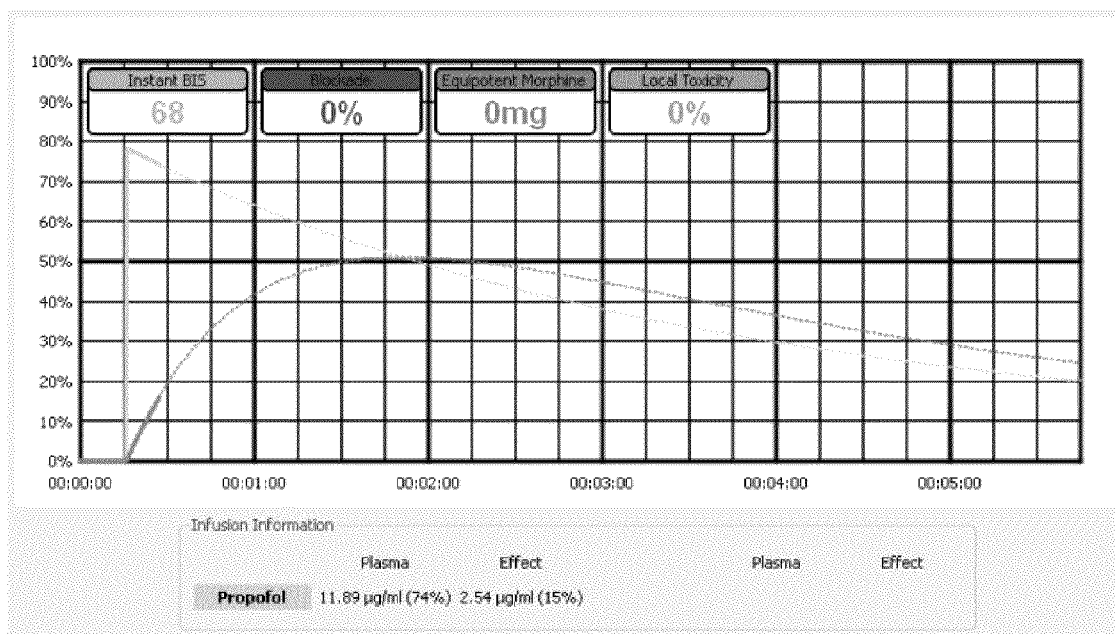 Instant BIS Blockade Equipotent Morphine Local Toxicity
68 0% 0mg 0%
100%
90%
80%
70%
60%
50%
40%
30%
20%
10%
0%
00:00:00 00:01:00 00:02:00 00:03:00 00:04:00 00:05:00
Infusion Information
Plasma Effect Plasma Effect
Propofol 11.89 µg/ml (74%) 2.54 µg/ml (15%)